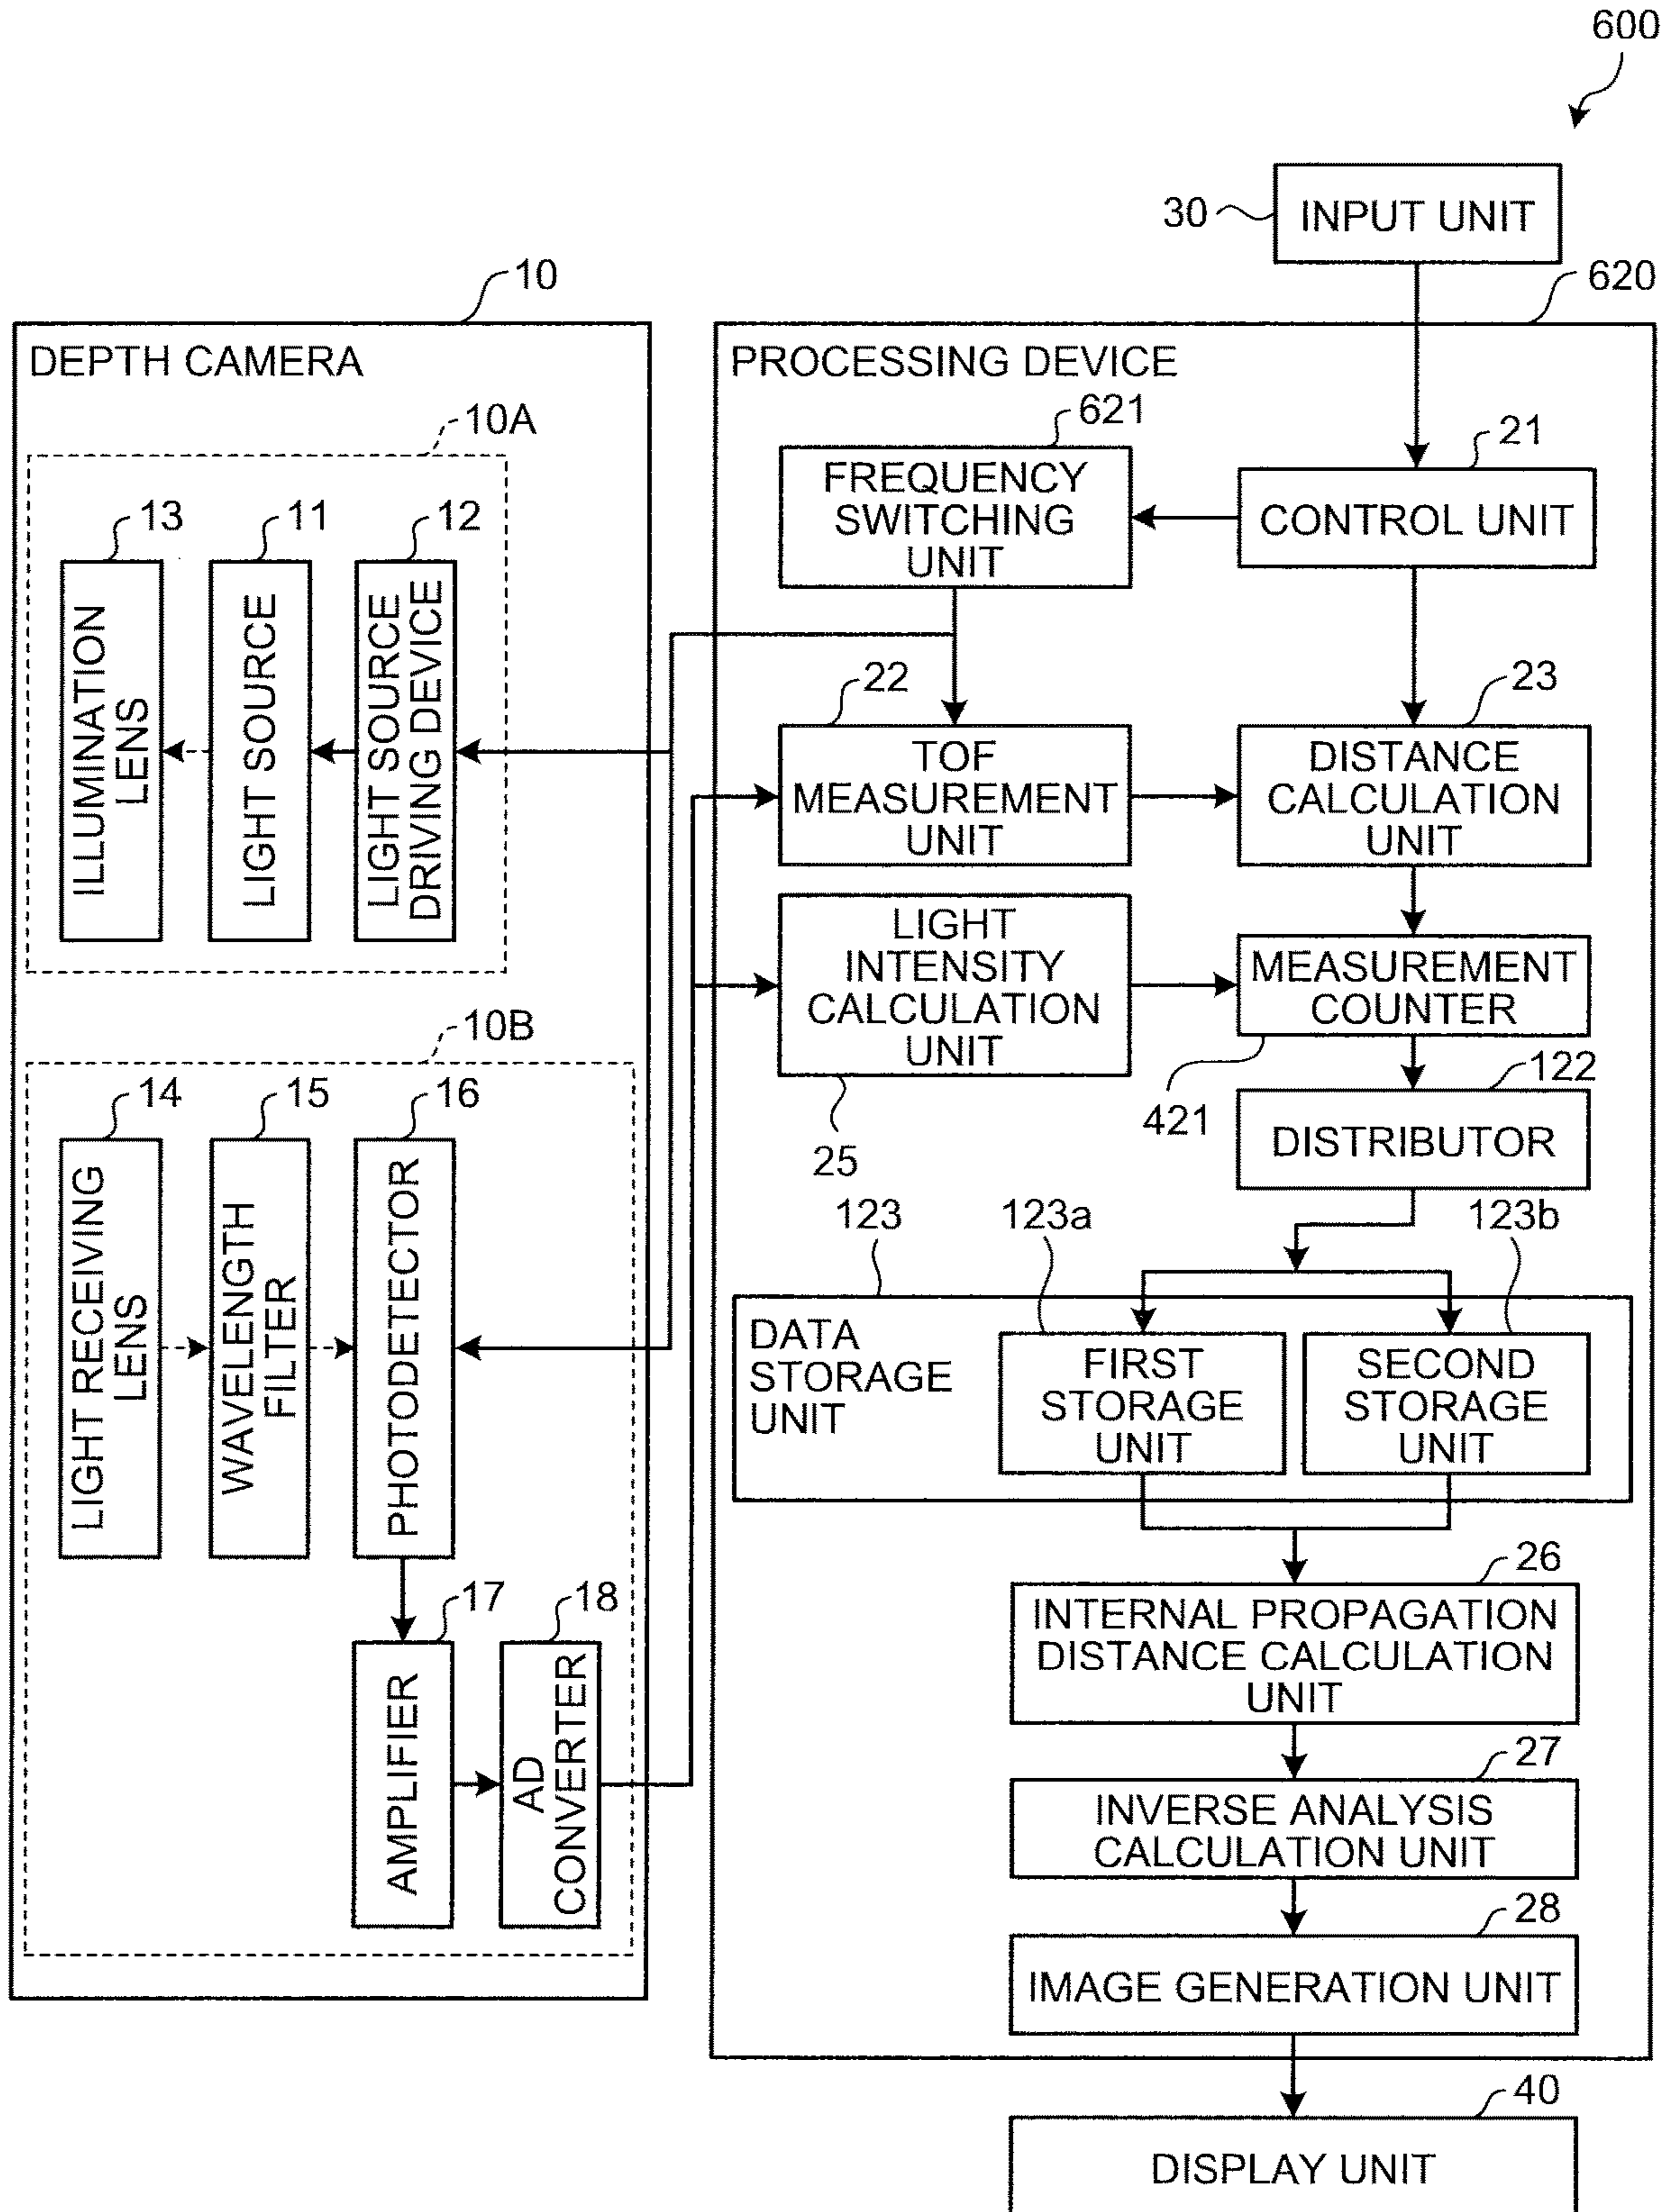 600
30
INPUT UNIT
10
620
DEPTH CAMERA
PROCESSING DEVICE
10A
621
21
FREQUENCY
SWITCHING
UNIT
CONTROL UNIT
13
11
12
ILLUMINATION
LENS
LIGHT SOURCE
LIGHT SOURCE
DRIVING DEVICE
22
23
TOF
MEASUREMENT
UNIT
DISTANCE
CALCULATION
UNIT
LIGHT
INTENSITY
CALCULATION
UNIT
25
MEASUREMENT
COUNTER
421
122
DISTRIBUTOR
10B
14
15
16
LIGHT RECEIVING
LENS
WAVELENGTH
FILTER
PHOTODETECTOR
123
123a
123b
DATA
STORAGE
UNIT
FIRST
STORAGE
UNIT
SECOND
STORAGE
UNIT
17
18
AMPLIFIER
AD
CONVERTER
26
INTERNAL PROPAGATION
DISTANCE CALCULATION
UNIT
27
INVERSE ANALYSIS
CALCULATION UNIT
28
IMAGE GENERATION UNIT
40
DISPLAY UNIT